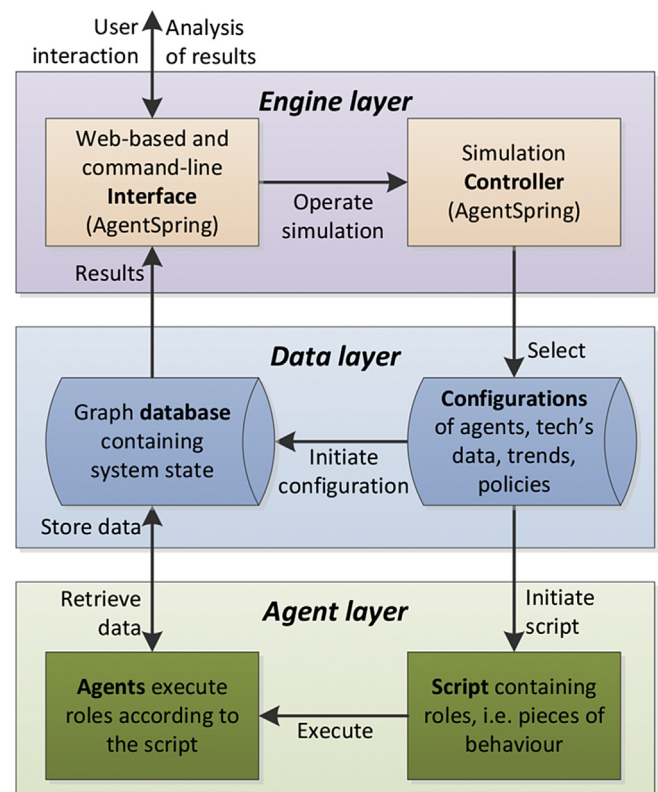 User
interaction
Analysis
of results
Engine layer
Web-based and
command-line
Interface
(AgentSpring)
Operate
simulation
Simulation
Controller
(AgentSpring)
Results
Select
Data layer
Graph database
containing
system state
Initiate
configuration
Configurations
of agents, tech's
data, trends,
policies
Store data
Retrieve
data
Initiate
script
Agent layer
Agents execute
roles according to
the script
Execute
Script containing
roles, i.e. pieces of
behaviour